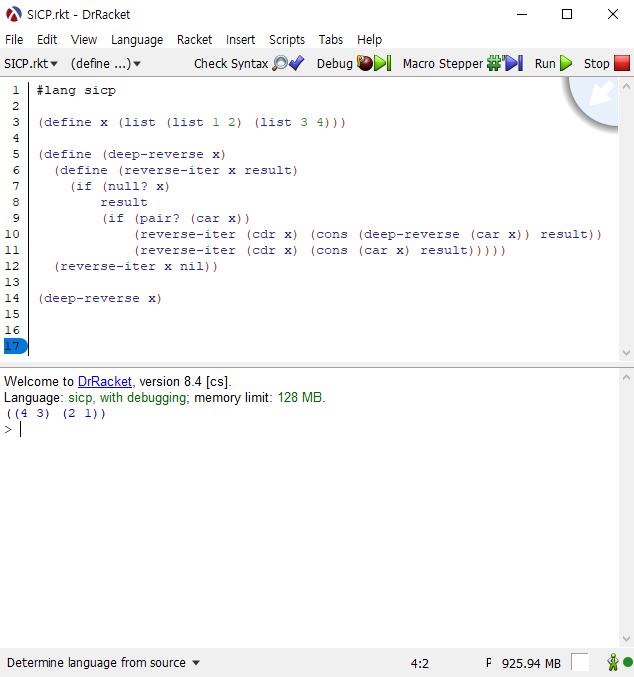 SICP.rkt - DrRacket
File Edit View Language Racket Insert Scripts Tabs Help
SICP.rkt (define ...) Check Syntax Debug Macro Stepper Run Stop
1 #lang sicp
2
3 (define x (list (list 1 2) (list 3 4)))
4
5 (define (deep-reverse x)
6   (define (reverse-iter x result)
7     (if (null? x)
8         result
9         (if (pair? (car x))
10             (reverse-iter (cdr x) (cons (deep-reverse (car x)) result))
11             (reverse-iter (cdr x) (cons (car x) result)))))
12   (reverse-iter x nil))
13
14 (deep-reverse x)
15
16
17
Welcome to DrRacket, version 8.4 [cs].
Language: sicp, with debugging; memory limit: 128 MB.
((4 3) (2 1))
>
Determine language from source 4:2 P 925.94 MB